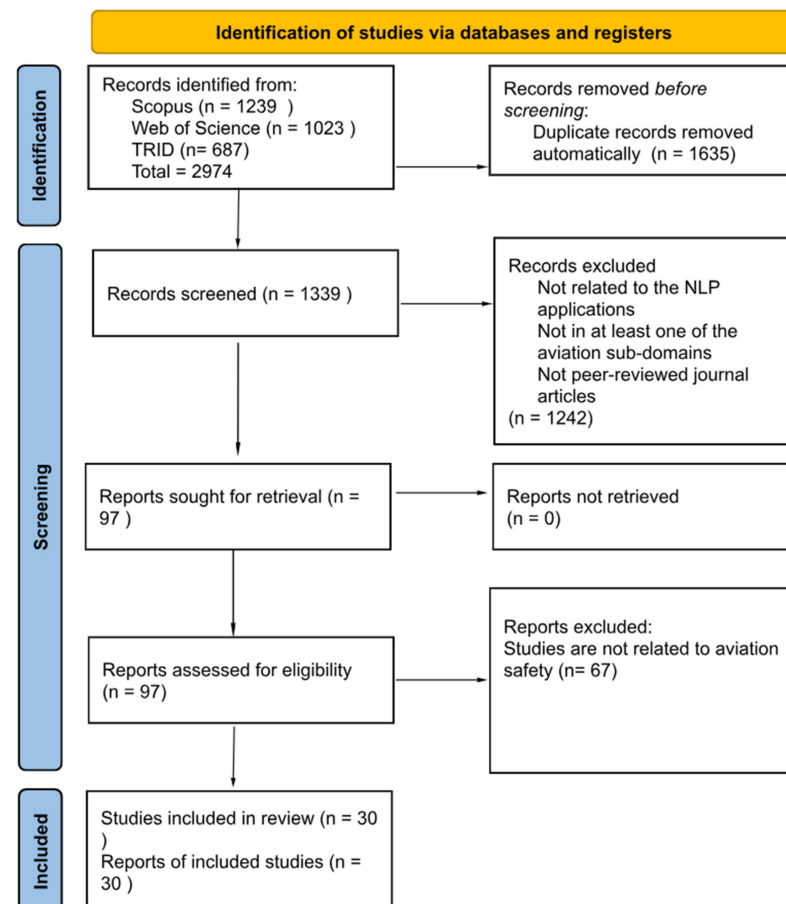 Identification of studies via databases and registers
Identification
Records identified from:
Scopus (n = 1239 )
Web of Science (n = 1023 )
TRID (n= 687)
Total = 2974
Records removed before
screening:
Duplicate records removed
automatically (n = 1635)
Screening
Records screened (n = 1339 )
Records excluded
Not related to the NLP
applications
Not in at least one of the
aviation sub-domains
Not peer-reviewed journal
articles
(n = 1242)
Reports sought for retrieval (n =
97 )
Reports not retrieved
(n = 0)
Reports assessed for eligibility
(n = 97)
Reports excluded:
Studies are not related to aviation
safety (n= 67)
Included
Studies included in review (n = 30
)
Reports of included studies (n =
30 )